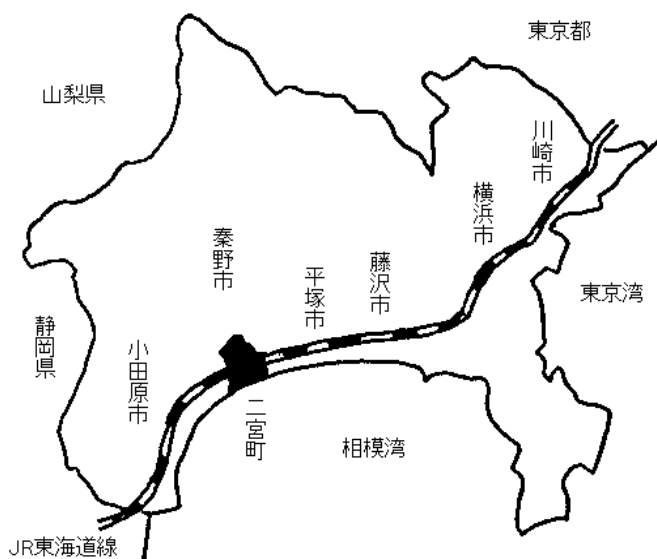 東京都
山梨県
川崎市
横浜市
秦野市
藤沢市
平塚市
東京湾
静岡県
小田原市
二宮町
相模湾
JR東海道線